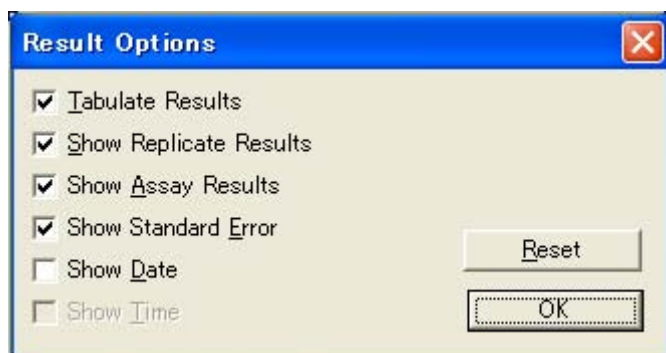 Result Options
Tabulate Results
Show Replicate Results
Show Assay Results
Show Standard Error
Show Date
Show Time
Reset
OK